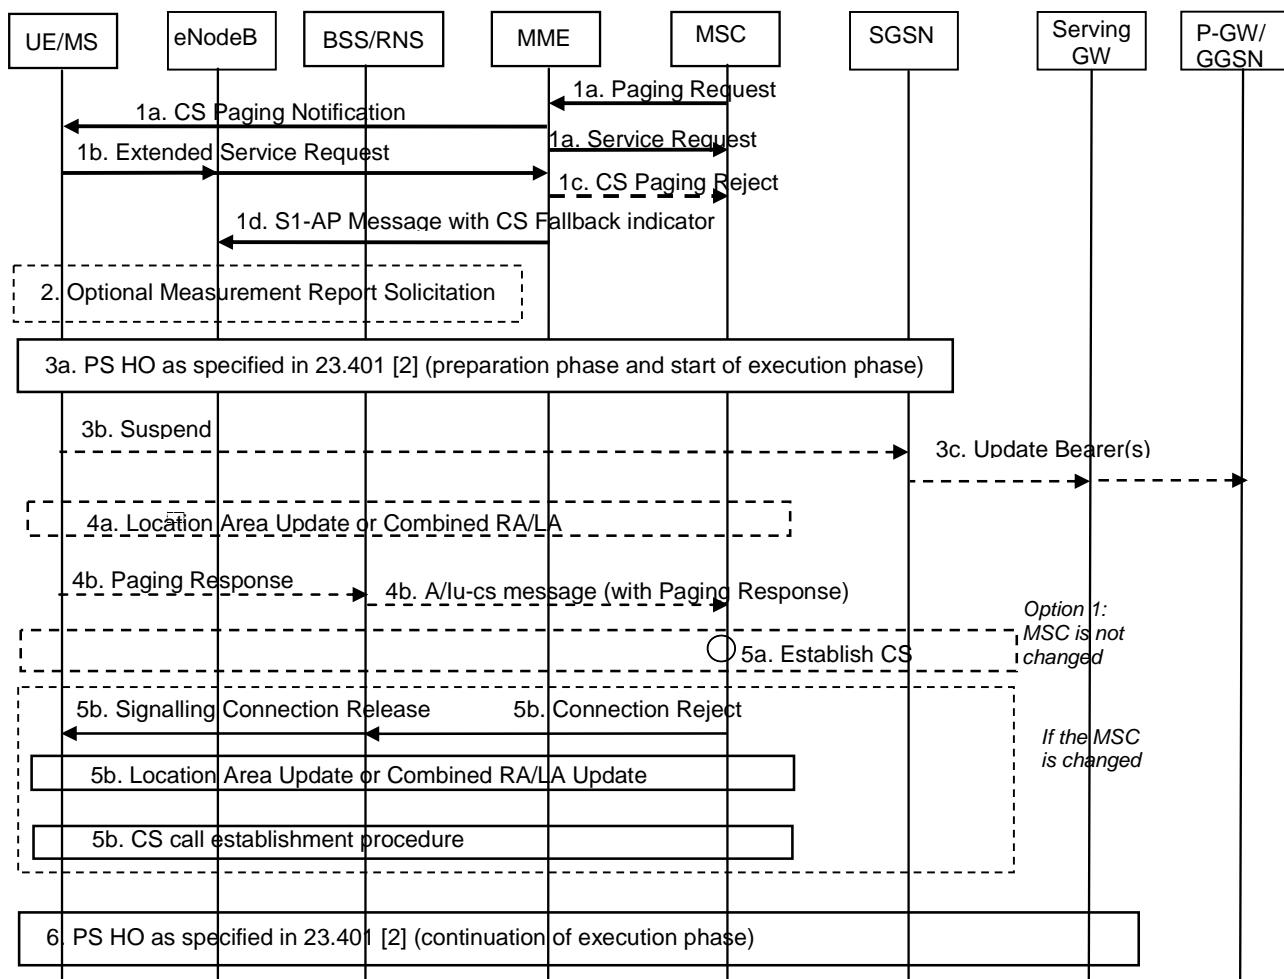 UE/MS
eNodeB
BSS/RNS
MME
MSC
SGSN
Serving
GW
P-GW/
GGSN
1a. Paging Request
1a. CS Paging Notification
1a. Service Request
1b. Extended Service Request
1c. CS Paging Reject
1d. S1-AP Message with CS Fallback indicator
2. Optional Measurement Report Solicitation
3a. PS HO as specified in 23.401 [2] (preparation phase and start of execution phase)
3b. Suspend
3c. Update Bearer(s)
4a. Location Area Update or Combined RA/LA
4b. Paging Response
4b. A/Iu-cs message (with Paging Response)
Option 1:
MSC is not
changed
5a. Establish CS
5b. Signalling Connection Release
5b. Connection Reject
If the MSC
is changed
5b. Location Area Update or Combined RA/LA Update
5b. CS call establishment procedure
6. PS HO as specified in 23.401 [2] (continuation of execution phase)